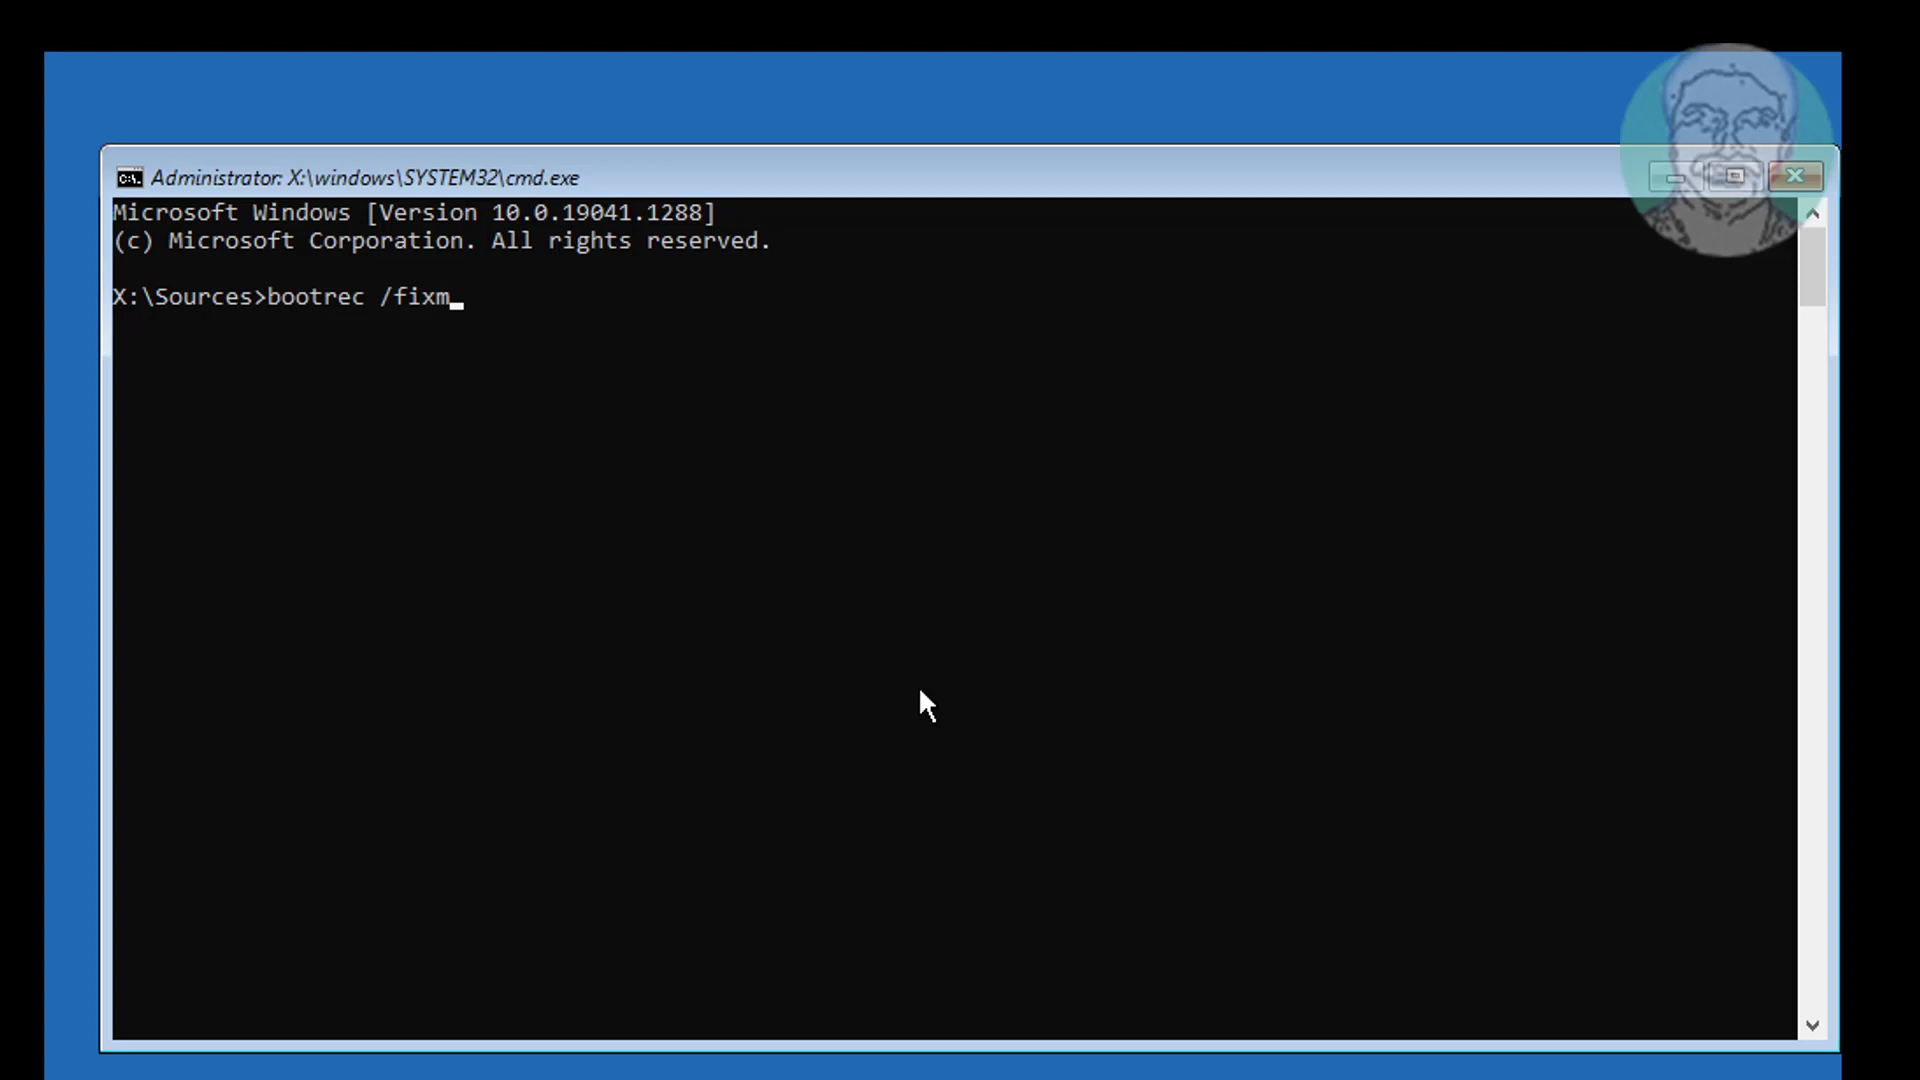 Administrator: X:\windows\SYSTEM32\cmd.exe
Microsoft Windows [Version 10.0.19041.1288]
(c) Microsoft Corporation. All rights reserved.
X:\Sources>bootrec /fixm